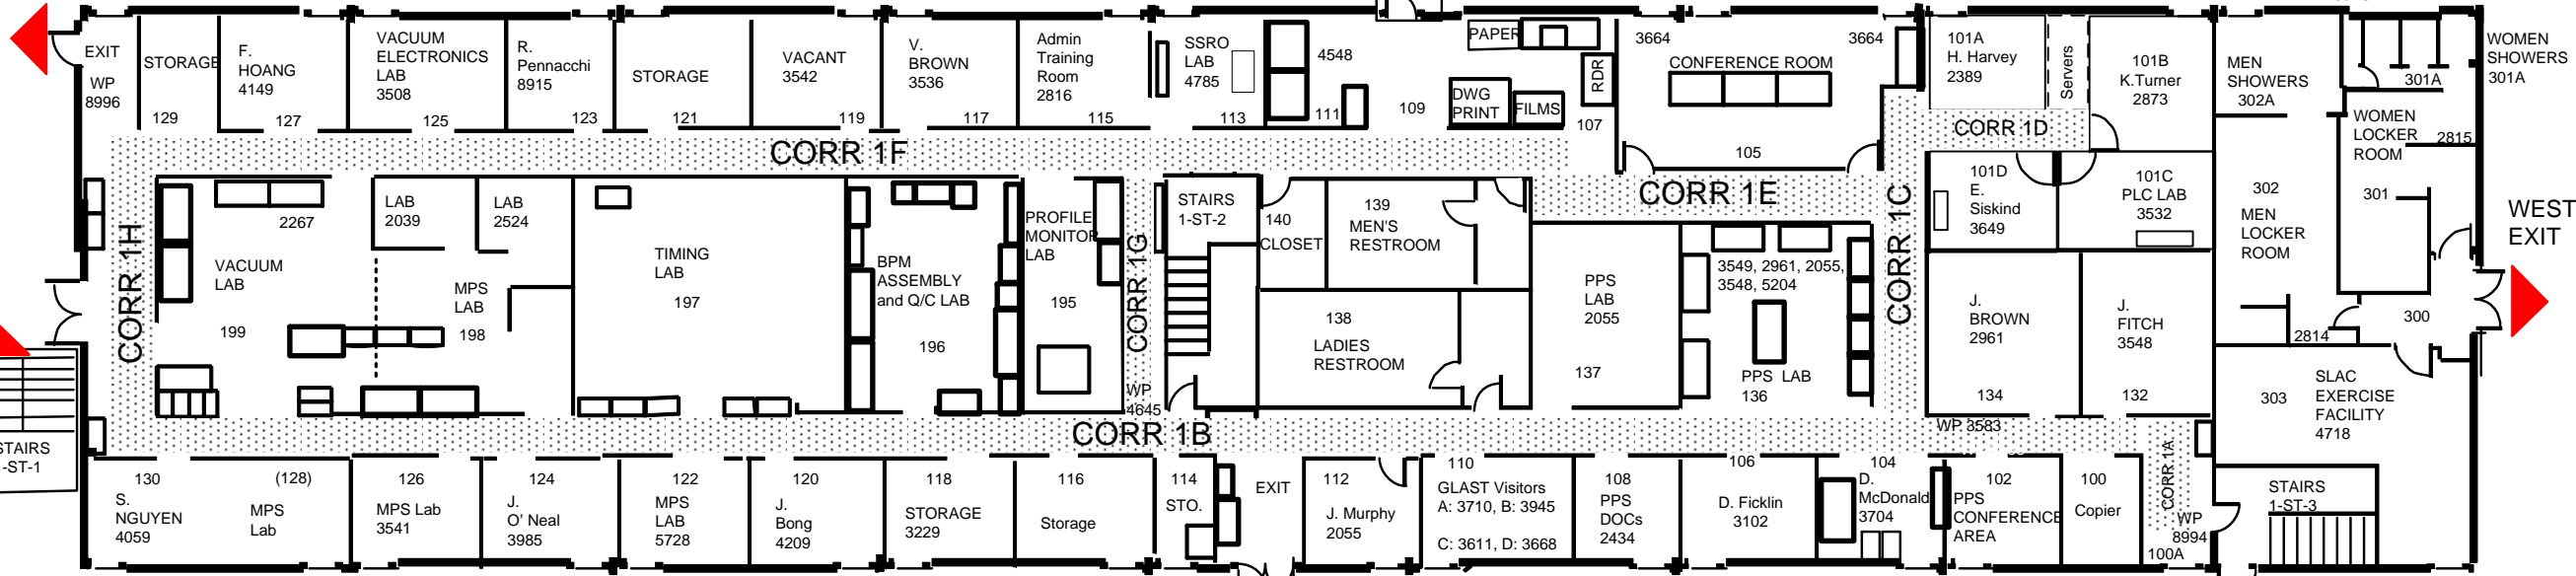 EXIT
WP
8996
STORAGE
129
F.
HOANG
4149
127
VACUUM
ELECTRONICS
LAB
3508
125
R.
Pennacchi
8915
123
STORAGE
121
VACANT
3542
119
V.
BROWN
3536
117
Admin
Training
Room
2816
115
SSRO
LAB
4785
113
4548
111
109
PAPER
DWG
PRINT
FILMS
RDR
107
3664
3664
CONFERENCE ROOM
105
101A
H. Harvey
2389
Servers
101B
K.Turner
2873
MEN
SHOWERS
302A
301A
WOMEN
SHOWERS
301A
WOMEN
LOCKER
ROOM
2815
CORR 1F
CORR 1D
CORR 1E
CORR 1C
CORR 1H
CORR 1G
2267
VACUUM
LAB
199
LAB
2039
LAB
2524
MPS
LAB
198
TIMING
LAB
197
BPM
ASSEMBLY
and Q/C LAB
196
PROFILE
MONITOR
LAB
195
WP
4645
STAIRS
1-ST-2
140
CLOSET
139
MEN'S
RESTROOM
138
LADIES
RESTROOM
PPS
LAB
2055
137
3549, 2961, 2055,
3548, 5204
PPS LAB
136
101D
E.
Siskind
3649
101C
PLC LAB
3532
J.
BROWN
2961
134
J.
FITCH
3548
132
302
MEN
LOCKER
ROOM
301
2814
300
WEST
EXIT
303
SLAC
EXERCISE
FACILITY
4718
STAIRS
1-ST-3
CORR 1B
WP 3583
CORR 1A
WP
8994
100A
STAIRS
-ST-1
130
S.
NGUYEN
4059
(128)
MPS
Lab
126
MPS Lab
3541
124
J.
O' Neal
3985
122
MPS
LAB
5728
120
J.
Bong
4209
118
STORAGE
3229
116
Storage
114
STO.
EXIT
112
J. Murphy
2055
110
GLAST Visitors
A: 3710, B: 3945
C: 3611, D: 3668
108
PPS
DOCs
2434
106
D. Ficklin
3102
104
D.
McDonald
3704
102
PPS
CONFERENCE
AREA
100
Copier